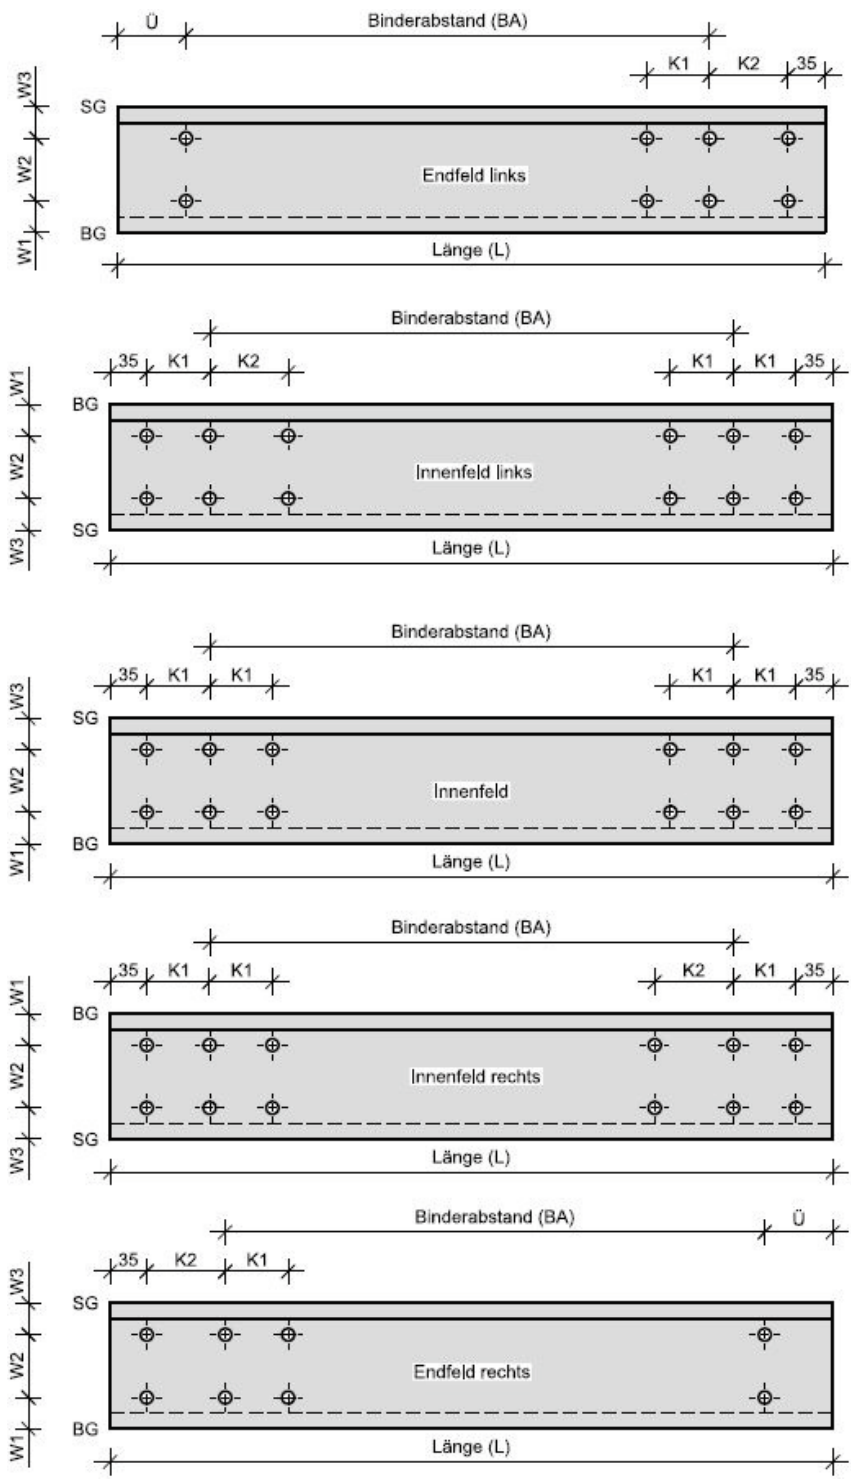 Ü Binderabstand (BA)
K1 K2 35
W3 SG
W2 Endfeld links
W1 BG
Länge (L)
Binderabstand (BA)
35 K1 K2 K1 K1 35
W1 BG
W2 Innenfeld links
W3 SG
Länge (L)
Binderabstand (BA)
35 K1 K1 K1 K1 35
W3 SG
W2 Innenfeld
W1 BG
Länge (L)
Binderabstand (BA)
35 K1 K1 K2 K1 35
W1 BG
W2 Innenfeld rechts
W3 SG
Länge (L)
Binderabstand (BA) Ü
35 K2 K1
W3 SG
W2 Endfeld rechts
W1 BG
Länge (L)